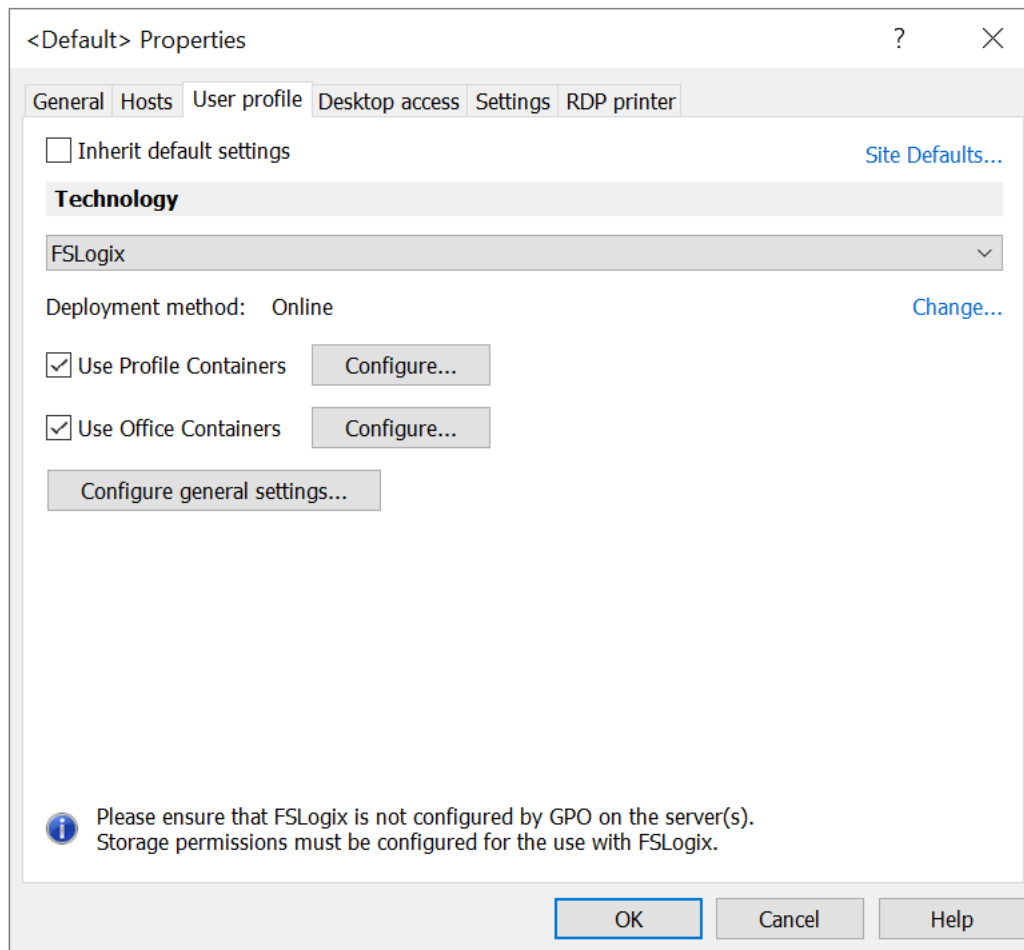 <Default> Properties
?
General Hosts User profile Desktop access Settings RDP printer
Inherit default settings
Site Defaults...
Technology
FSLogix
Deployment method: Online
Change...
Use Profile Containers
Configure...
Use Office Containers
Configure...
Configure general settings...
Please ensure that FSLogix is not configured by GPO on the server(s).
Storage permissions must be configured for the use with FSLogix.
OK Cancel Help